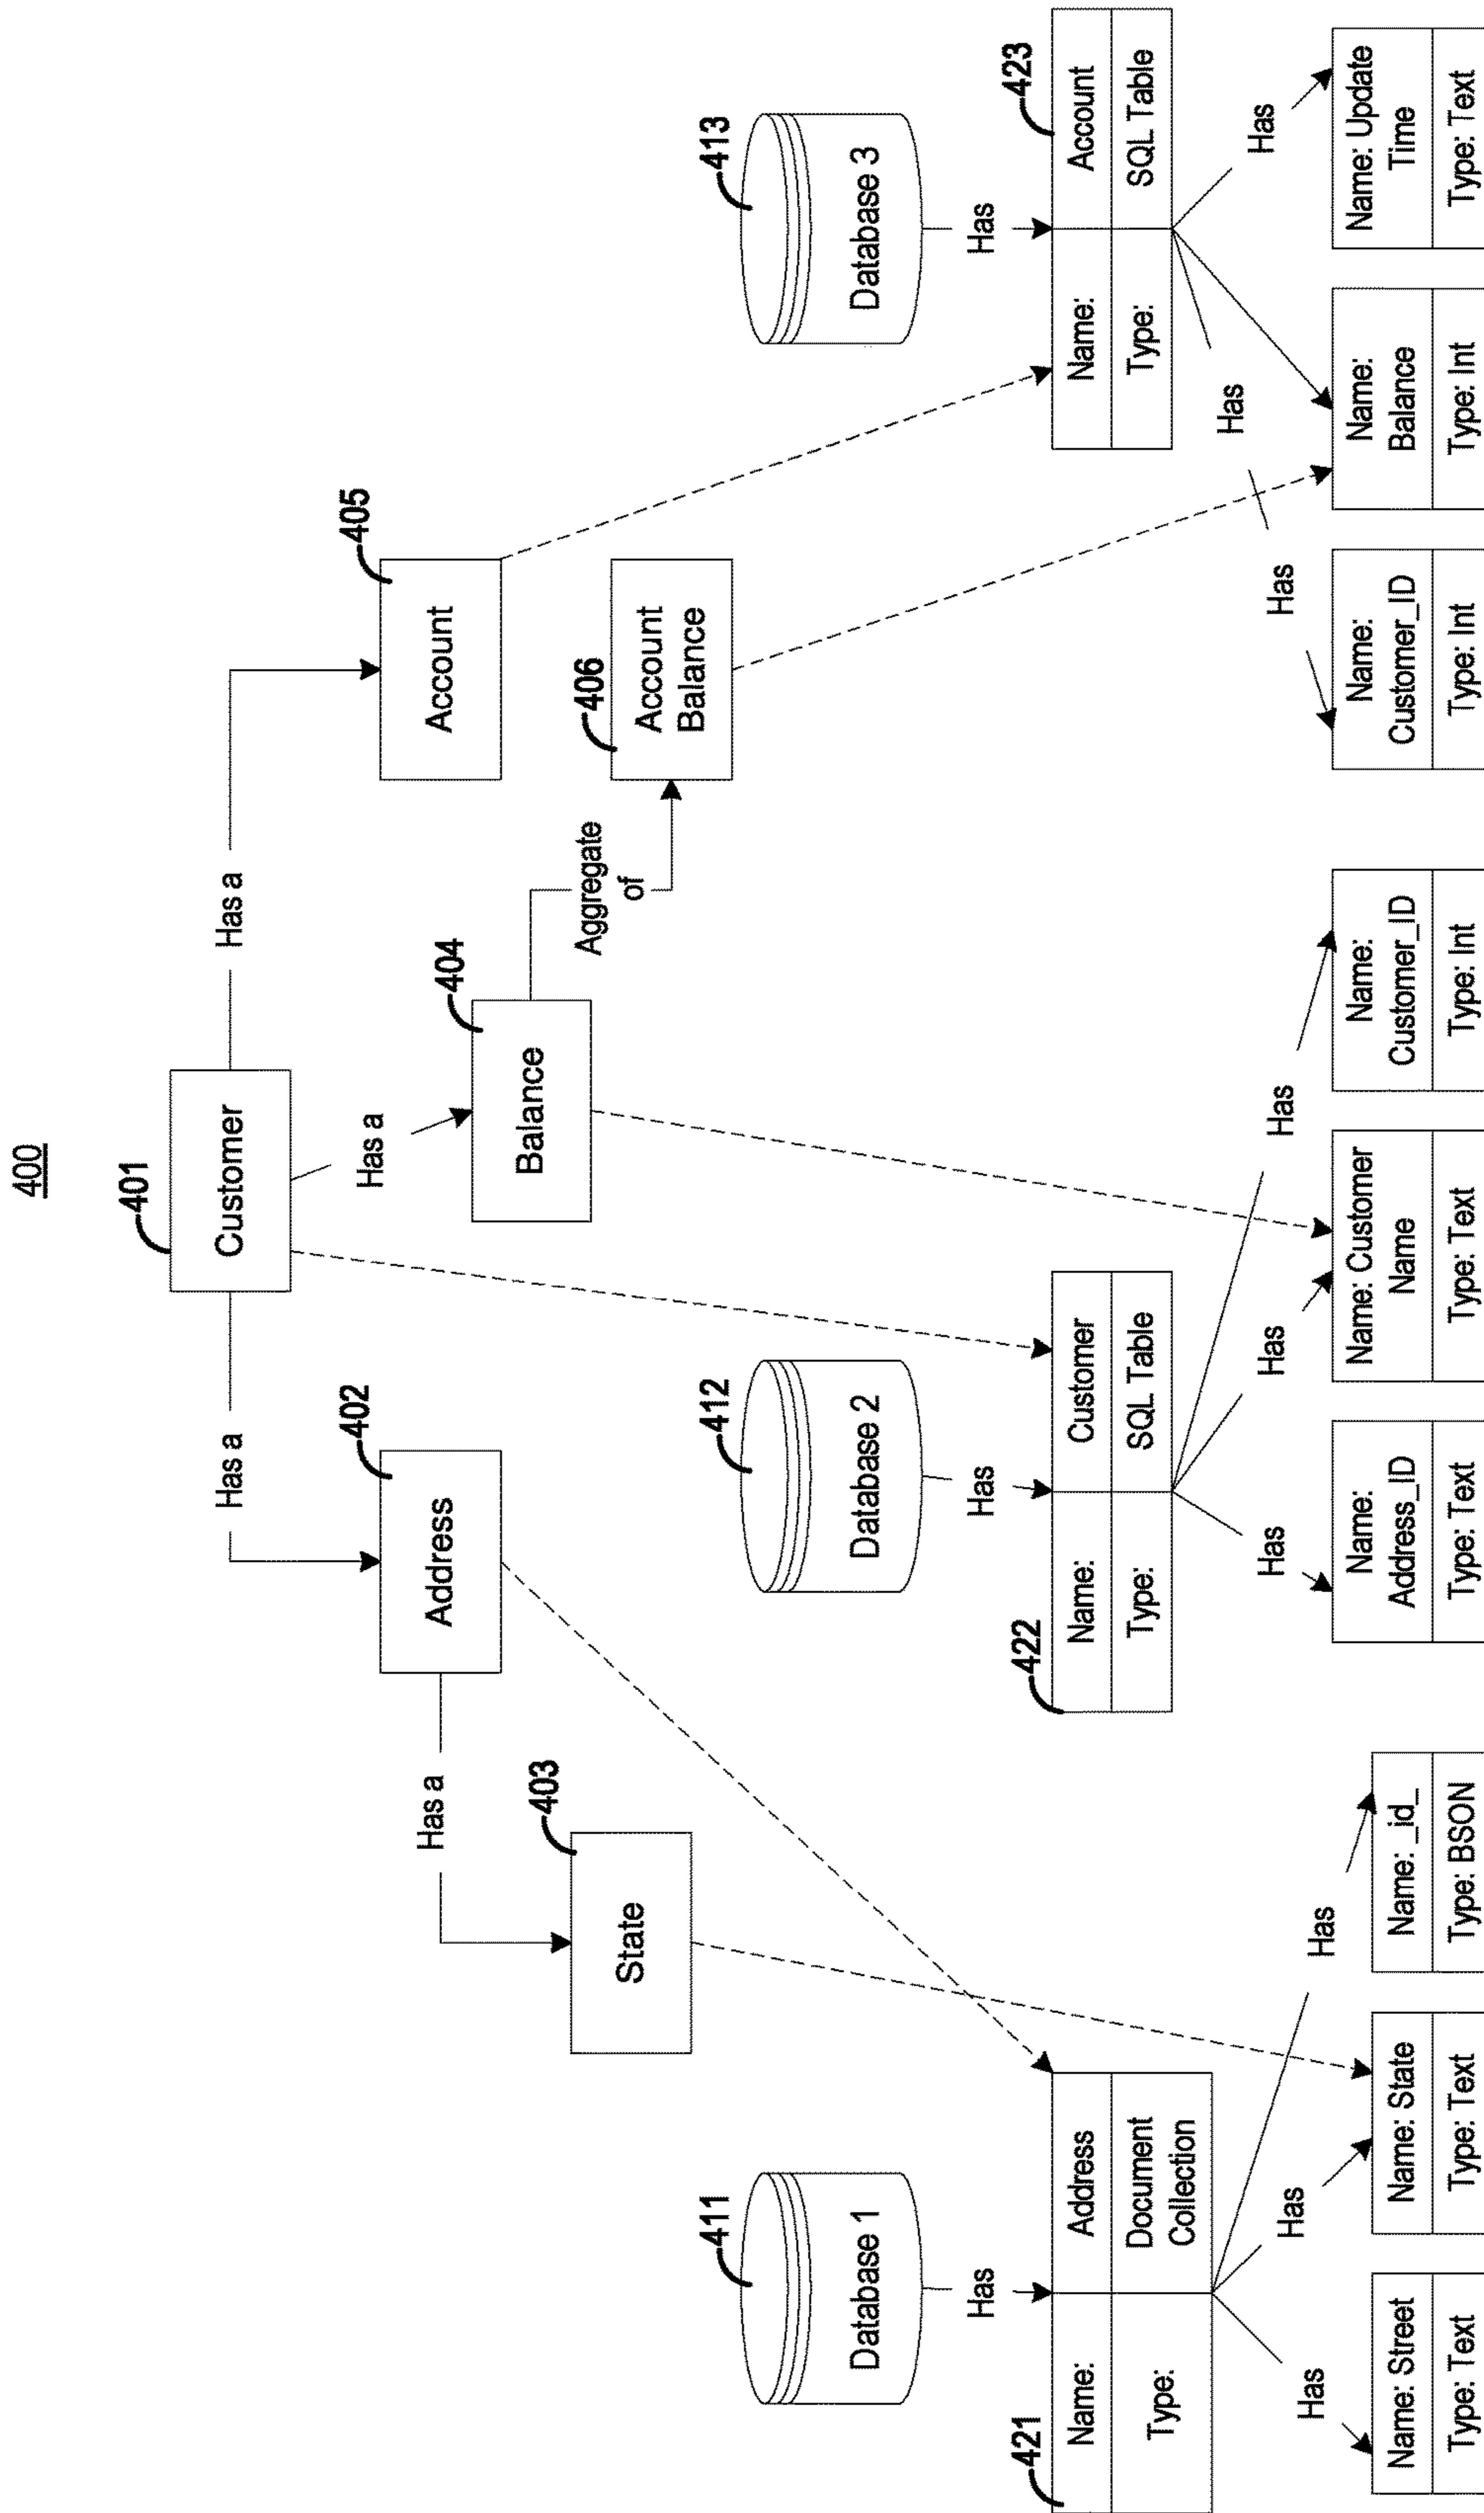 400
401
Customer
Has a
Has a
Has a
402
Address
405
Account
404
Balance
Has a
403
State
Aggregate
of
406
Account
Balance
411
Database 1
412
Database 2
413
Database 3
Has
Has
Has
421
Name: Address
Type: Document
Collection
422
Name: Customer
Type: SQL Table
423
Name: Account
Type: SQL Table
Has
Has
Has
Has
Has
Has
Has
Has
Has
Name: Street
Type: Text
Name: State
Type: Text
Name: _id_
Type: BSON
Name:
Address_ID
Type: Text
Name: Customer
Name
Type: Text
Name:
Customer_ID
Type: Int
Name:
Customer_ID
Type: Int
Name:
Balance
Type: Int
Name: Update
Time
Type: Text